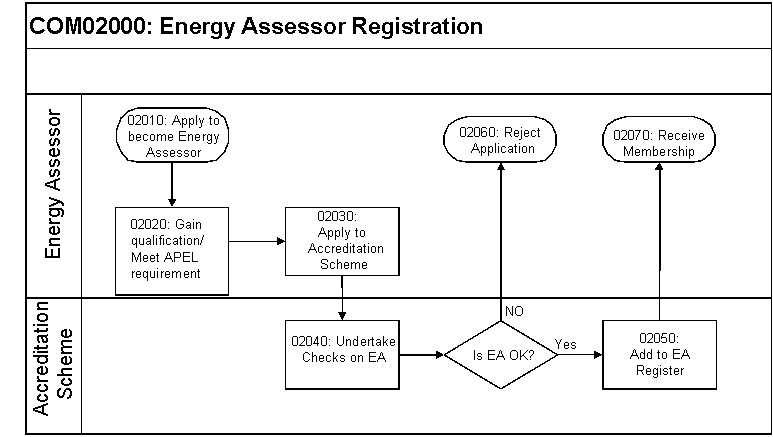 COM02000: Energy Assessor Registration
Energy Assessor
02010: Apply to
become Energy
Assessor
02060: Reject
Application
02070: Receive
Membership
02020: Gain
qualification/
Meet APEL
requirement
02030:
Apply to
Accreditation
Scheme
Accreditation
Scheme
02040: Undertake
Checks on EA
Is EA OK?
NO
Yes
02050:
Add to EA
Register